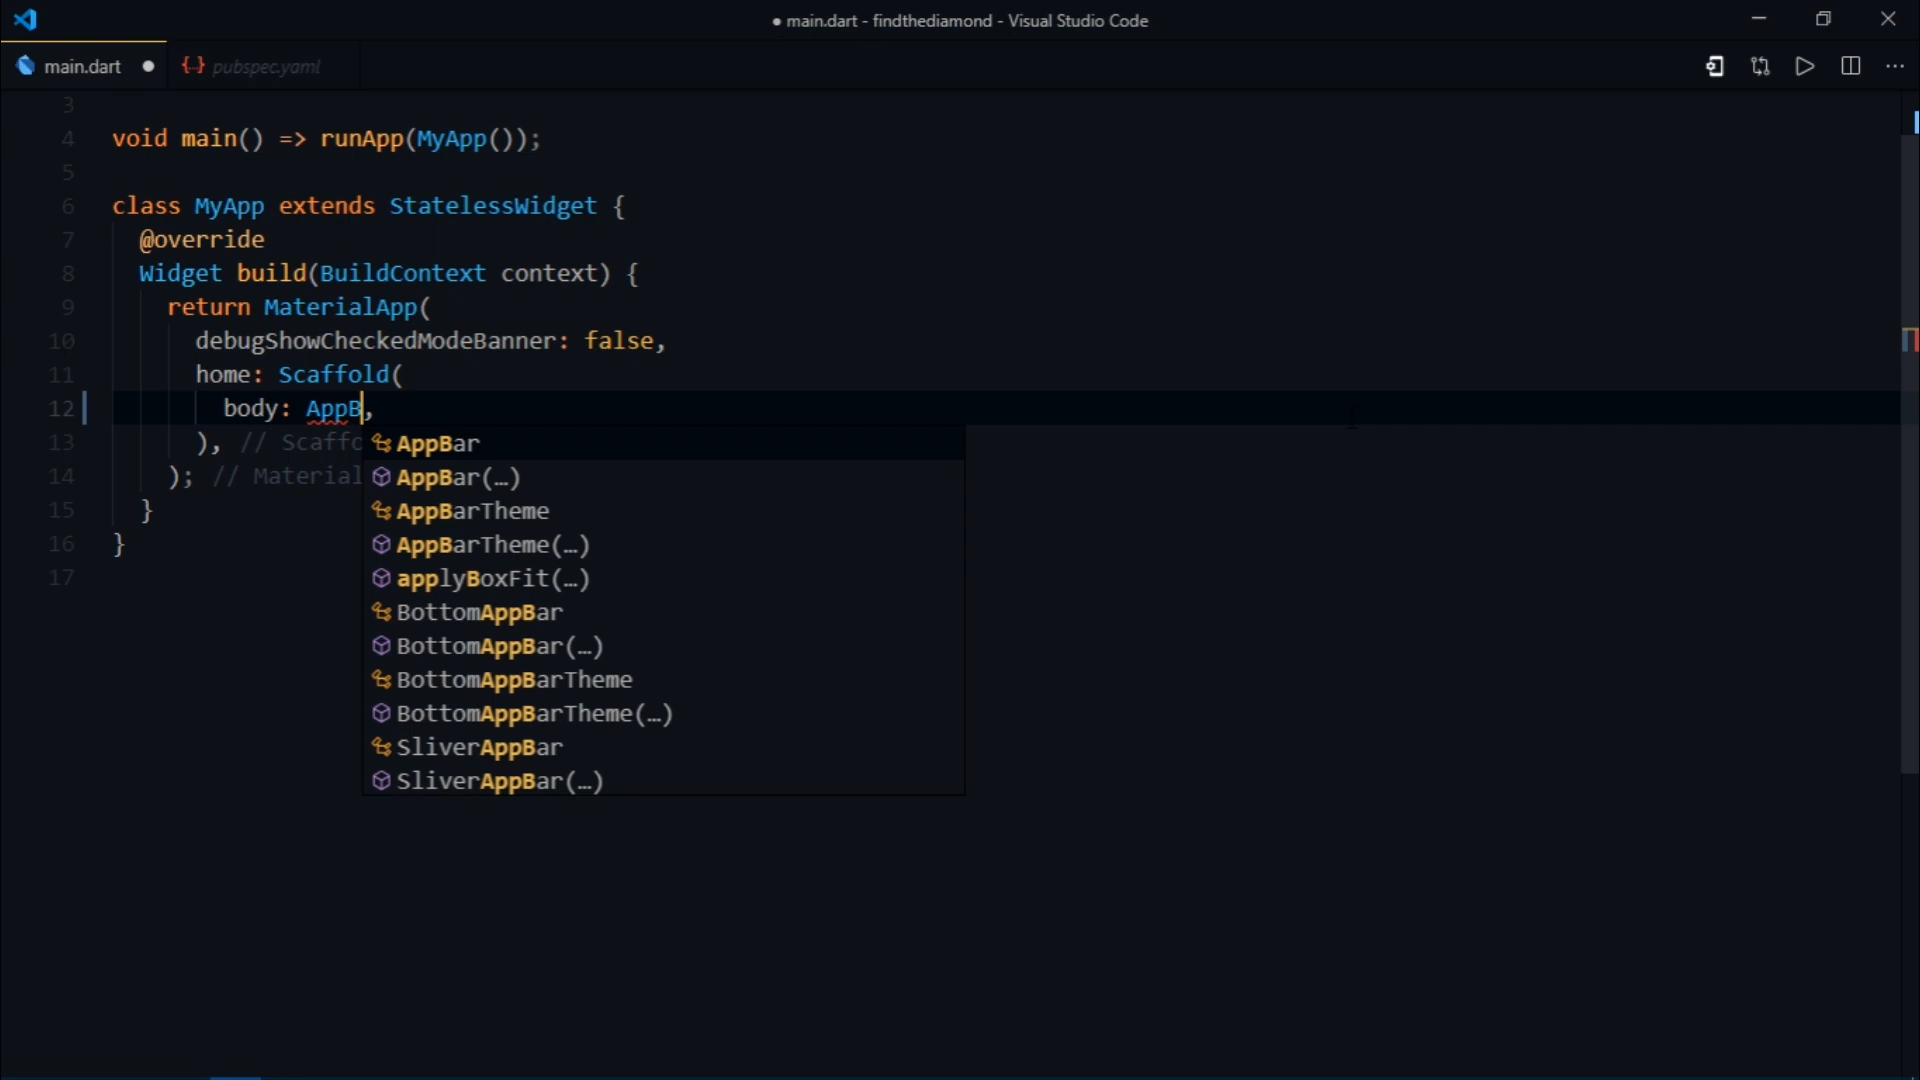 ● main.dart - findthediamond - Visual Studio Code
main.dart ●
{..} pubspec.yaml
3
4 void main() => runApp(MyApp());
5
6 class MyApp extends StatelessWidget {
7 @override
8 Widget build(BuildContext context) {
9 return MaterialApp(
10 debugShowCheckedModeBanner: false,
11 home: Scaffold(
12 body: AppB,
13 ), // Scaffo
14 ); // Material
15 }
16 }
17
AppBar
AppBar(…)
AppBarTheme
AppBarTheme(…)
applyBoxFit(…)
BottomAppBar
BottomAppBar(…)
BottomAppBarTheme
BottomAppBarTheme(…)
SliverAppBar
SliverAppBar(…)